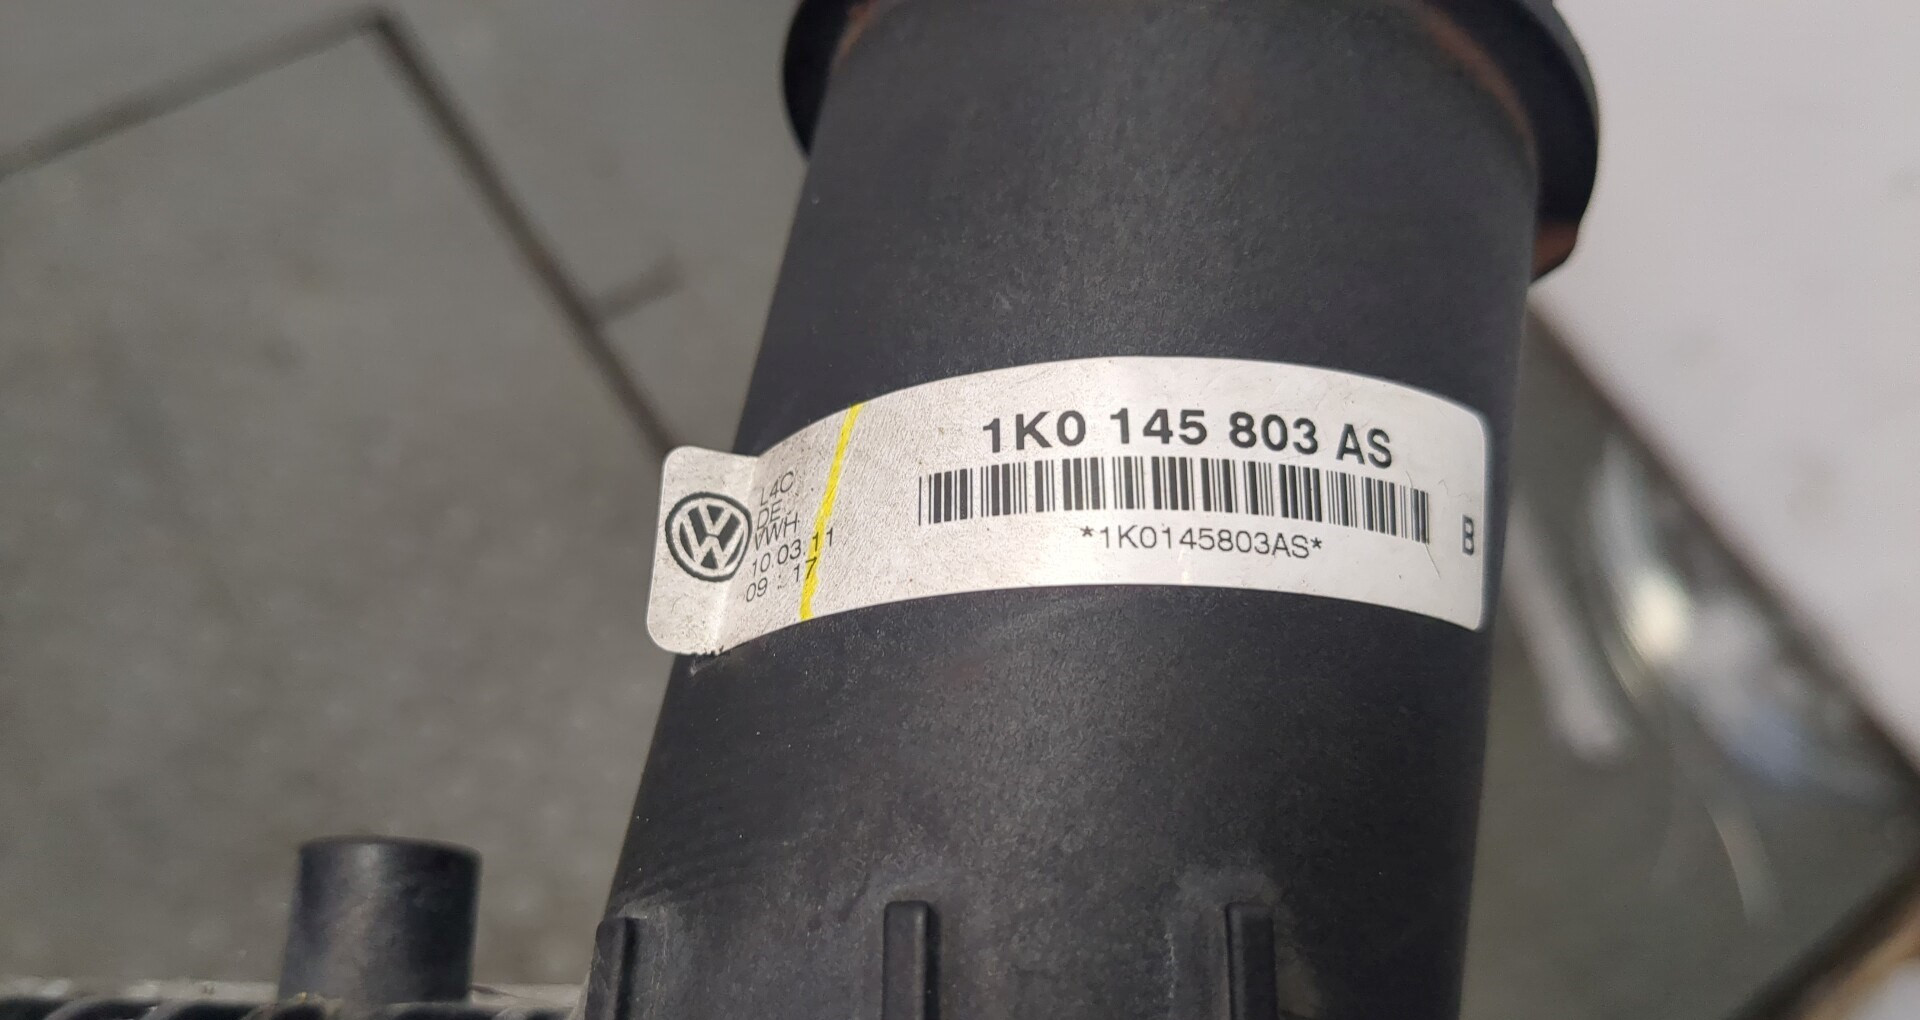 1K0 145 803 AS
*1K0145803AS*
B
L4C
DE
VWH
10.03.11
09 : 17